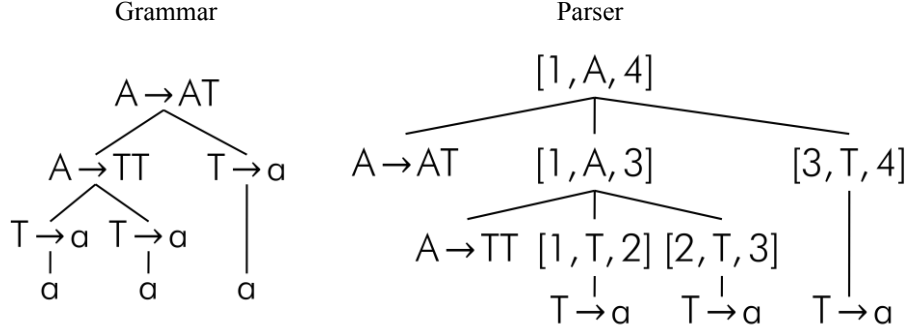 Grammar Parser
A → AT [1, A, 4]
A → TT T → a A → AT [1, A, 3] [3, T, 4]
T → a T → a A → TT [1, T, 2] [2, T, 3]
a a a T → a T → a T → a